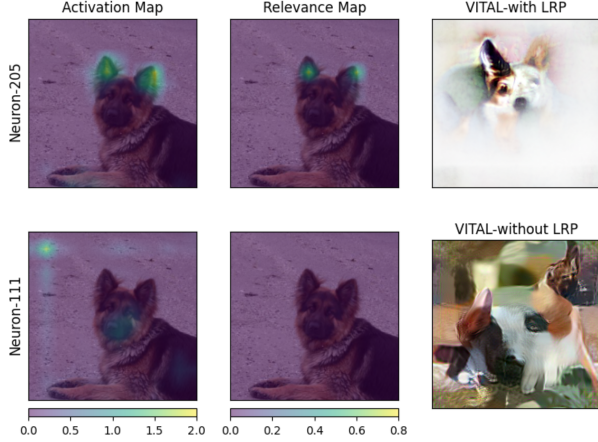 Activation Map
Relevance Map
VITAL-with LRP
Neuron-205
VITAL-without LRP
Neuron-111
0.0 0.5 1.0 1.5 2.0
0.0 0.2 0.4 0.6 0.8